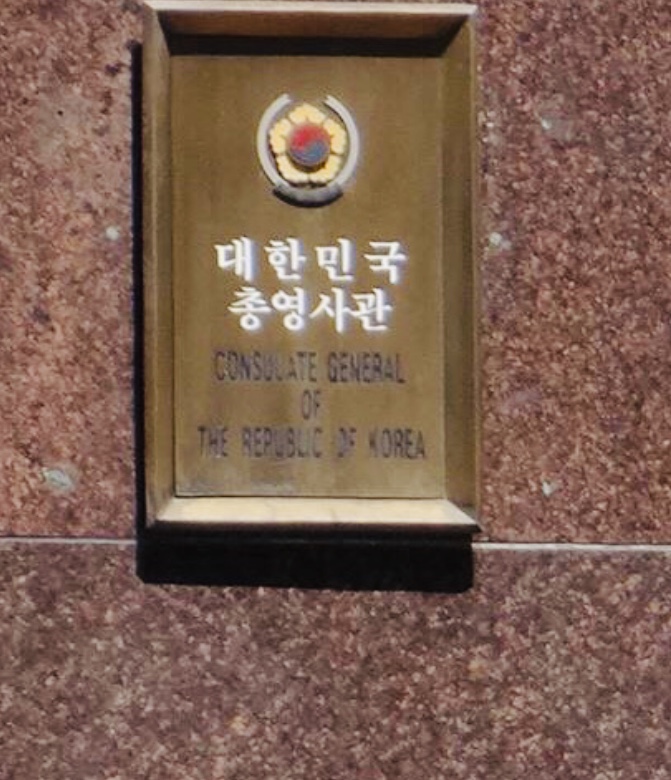 대한민국
총영사관
CONSULATE GENERAL
OF
THE REPUBLIC OF KOREA